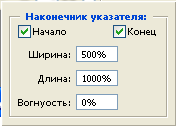 Наконечник указателя:
Начало Конец
Ширина: 500%
Длина: 1000%
Вогнуость: 0%